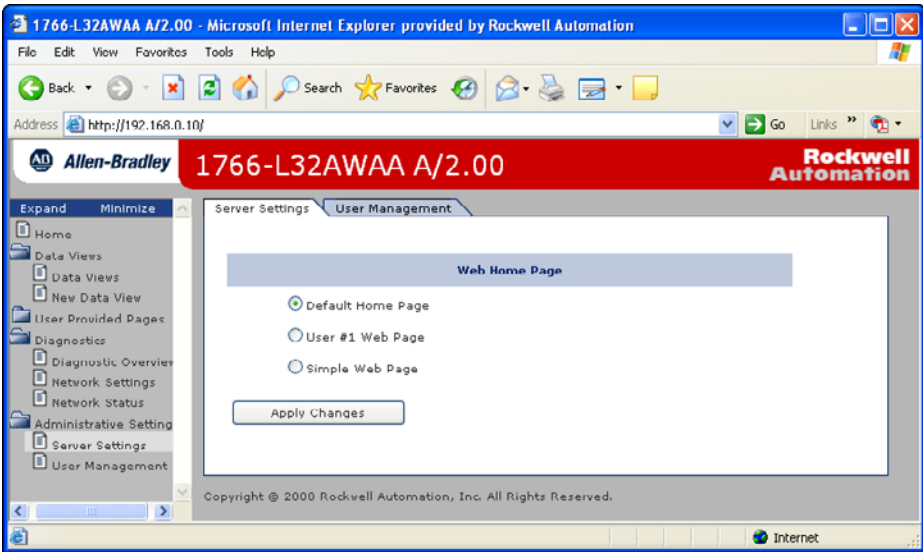 1766-L32AWAA A/2.00 - Microsoft Internet Explorer provided by Rockwell Automation
File Edit View Favorites Tools Help
Back Search Favorites
Address http://192.168.0.10/ Go Links »
AB Allen-Bradley 1766-L32AWAA A/2.00 Rockwell Automation
Expand Minimize
Server Settings User Management
Home
Data Views
Data Views
New Data View
User Provided Pages
Diagnostics
Diagnostic Overview
Network Settings
Network Status
Administrative Setting
Server Settings
User Management
Web Home Page
Default Home Page
User #1 Web Page
Simple Web Page
Apply Changes
Copyright © 2000 Rockwell Automation, Inc. All Rights Reserved.
Internet